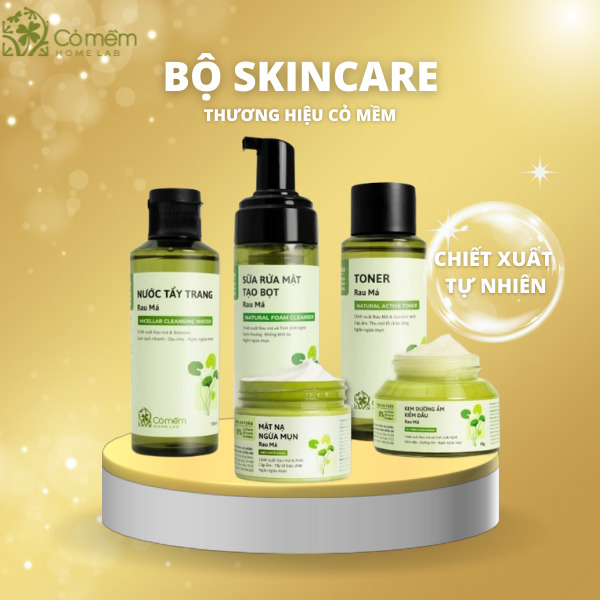 Cỏ mềm
HOME LAB
BỘ SKINCARE
THƯƠNG HIỆU CỎ MỀM
CHIẾT XUẤT
TỰ NHIÊN
NƯỚC TẨY TRANG
Rau Má
MICELLAR CLEANSING WATER
Cỏ mềm
HOME LAB
SỮA RỬA MẶT
TẠO BỌT
Rau Má
NATURAL FOAM CLEANSER
TONER
Rau Má
NATURAL ACTIVE TONER
MẶT NẠ
NGỪA MỤN
Rau Má
KEM DƯỠNG ẨM
KIỀM DẦU
Rau Má